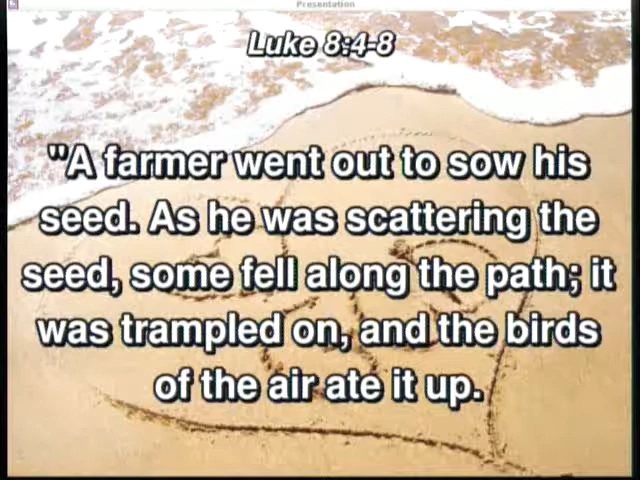 Presentation
Luke 8:4-8
"A farmer went out to sow his
seed. As he was scattering the
seed, some fell along the path; it
was trampled on, and the birds
of the air ate it up.